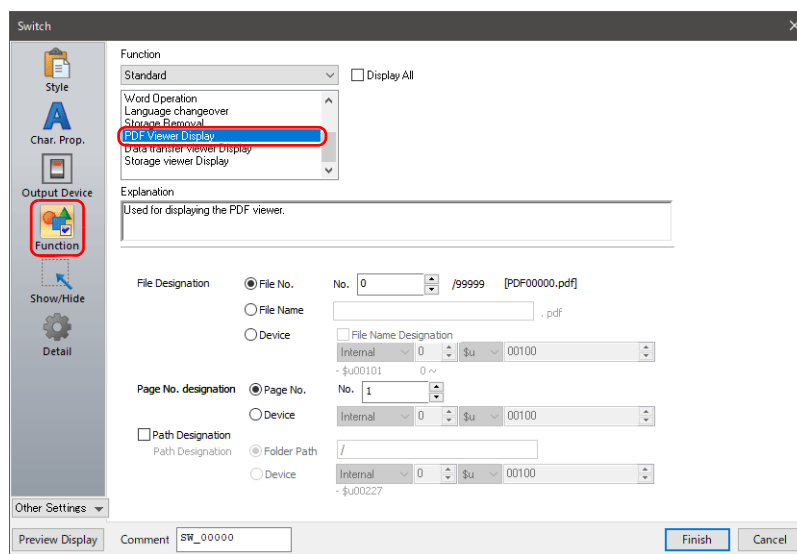 Switch
Style
Char. Prop.
Output Device
Function
Show/Hide
Detail
Other Settings
Preview Display
Function
Standard
Display All
Word Operation
Language changeover
Storage Removal
PDF Viewer Display
Data transfer viewer Display
Storage viewer Display
Explanation
Used for displaying the PDF viewer.
File Designation File No. No. 0 /99999 [PDF00000.pdf]
File Name . pdf
Device File Name Designation
Internal 0 $u 00100
- $u00101 0 ~
Page No. designation Page No. No. 1
Device Internal 0 $u 00100
Path Designation
Path Designation Folder Path /
Device Internal 0 $u 00100
- $u00227
Comment SW_00000
Finish Cancel